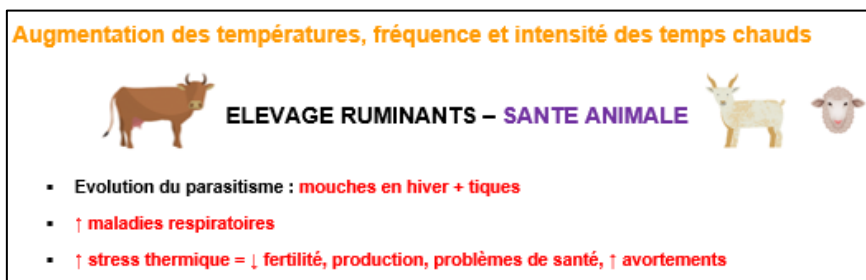 Augmentation des températures, fréquence et intensité des temps chauds
ELEVAGE RUMINANTS – SANTE ANIMALE
▪ Evolution du parasitisme : mouches en hiver + tiques
▪ ↑ maladies respiratoires
▪ ↑ stress thermique = ↓ fertilité, production, problèmes de santé, ↑ avortements